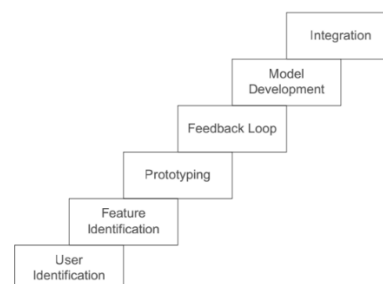 Integration
Model
Development
Feedback Loop
Prototyping
Feature
Identification
User
Identification